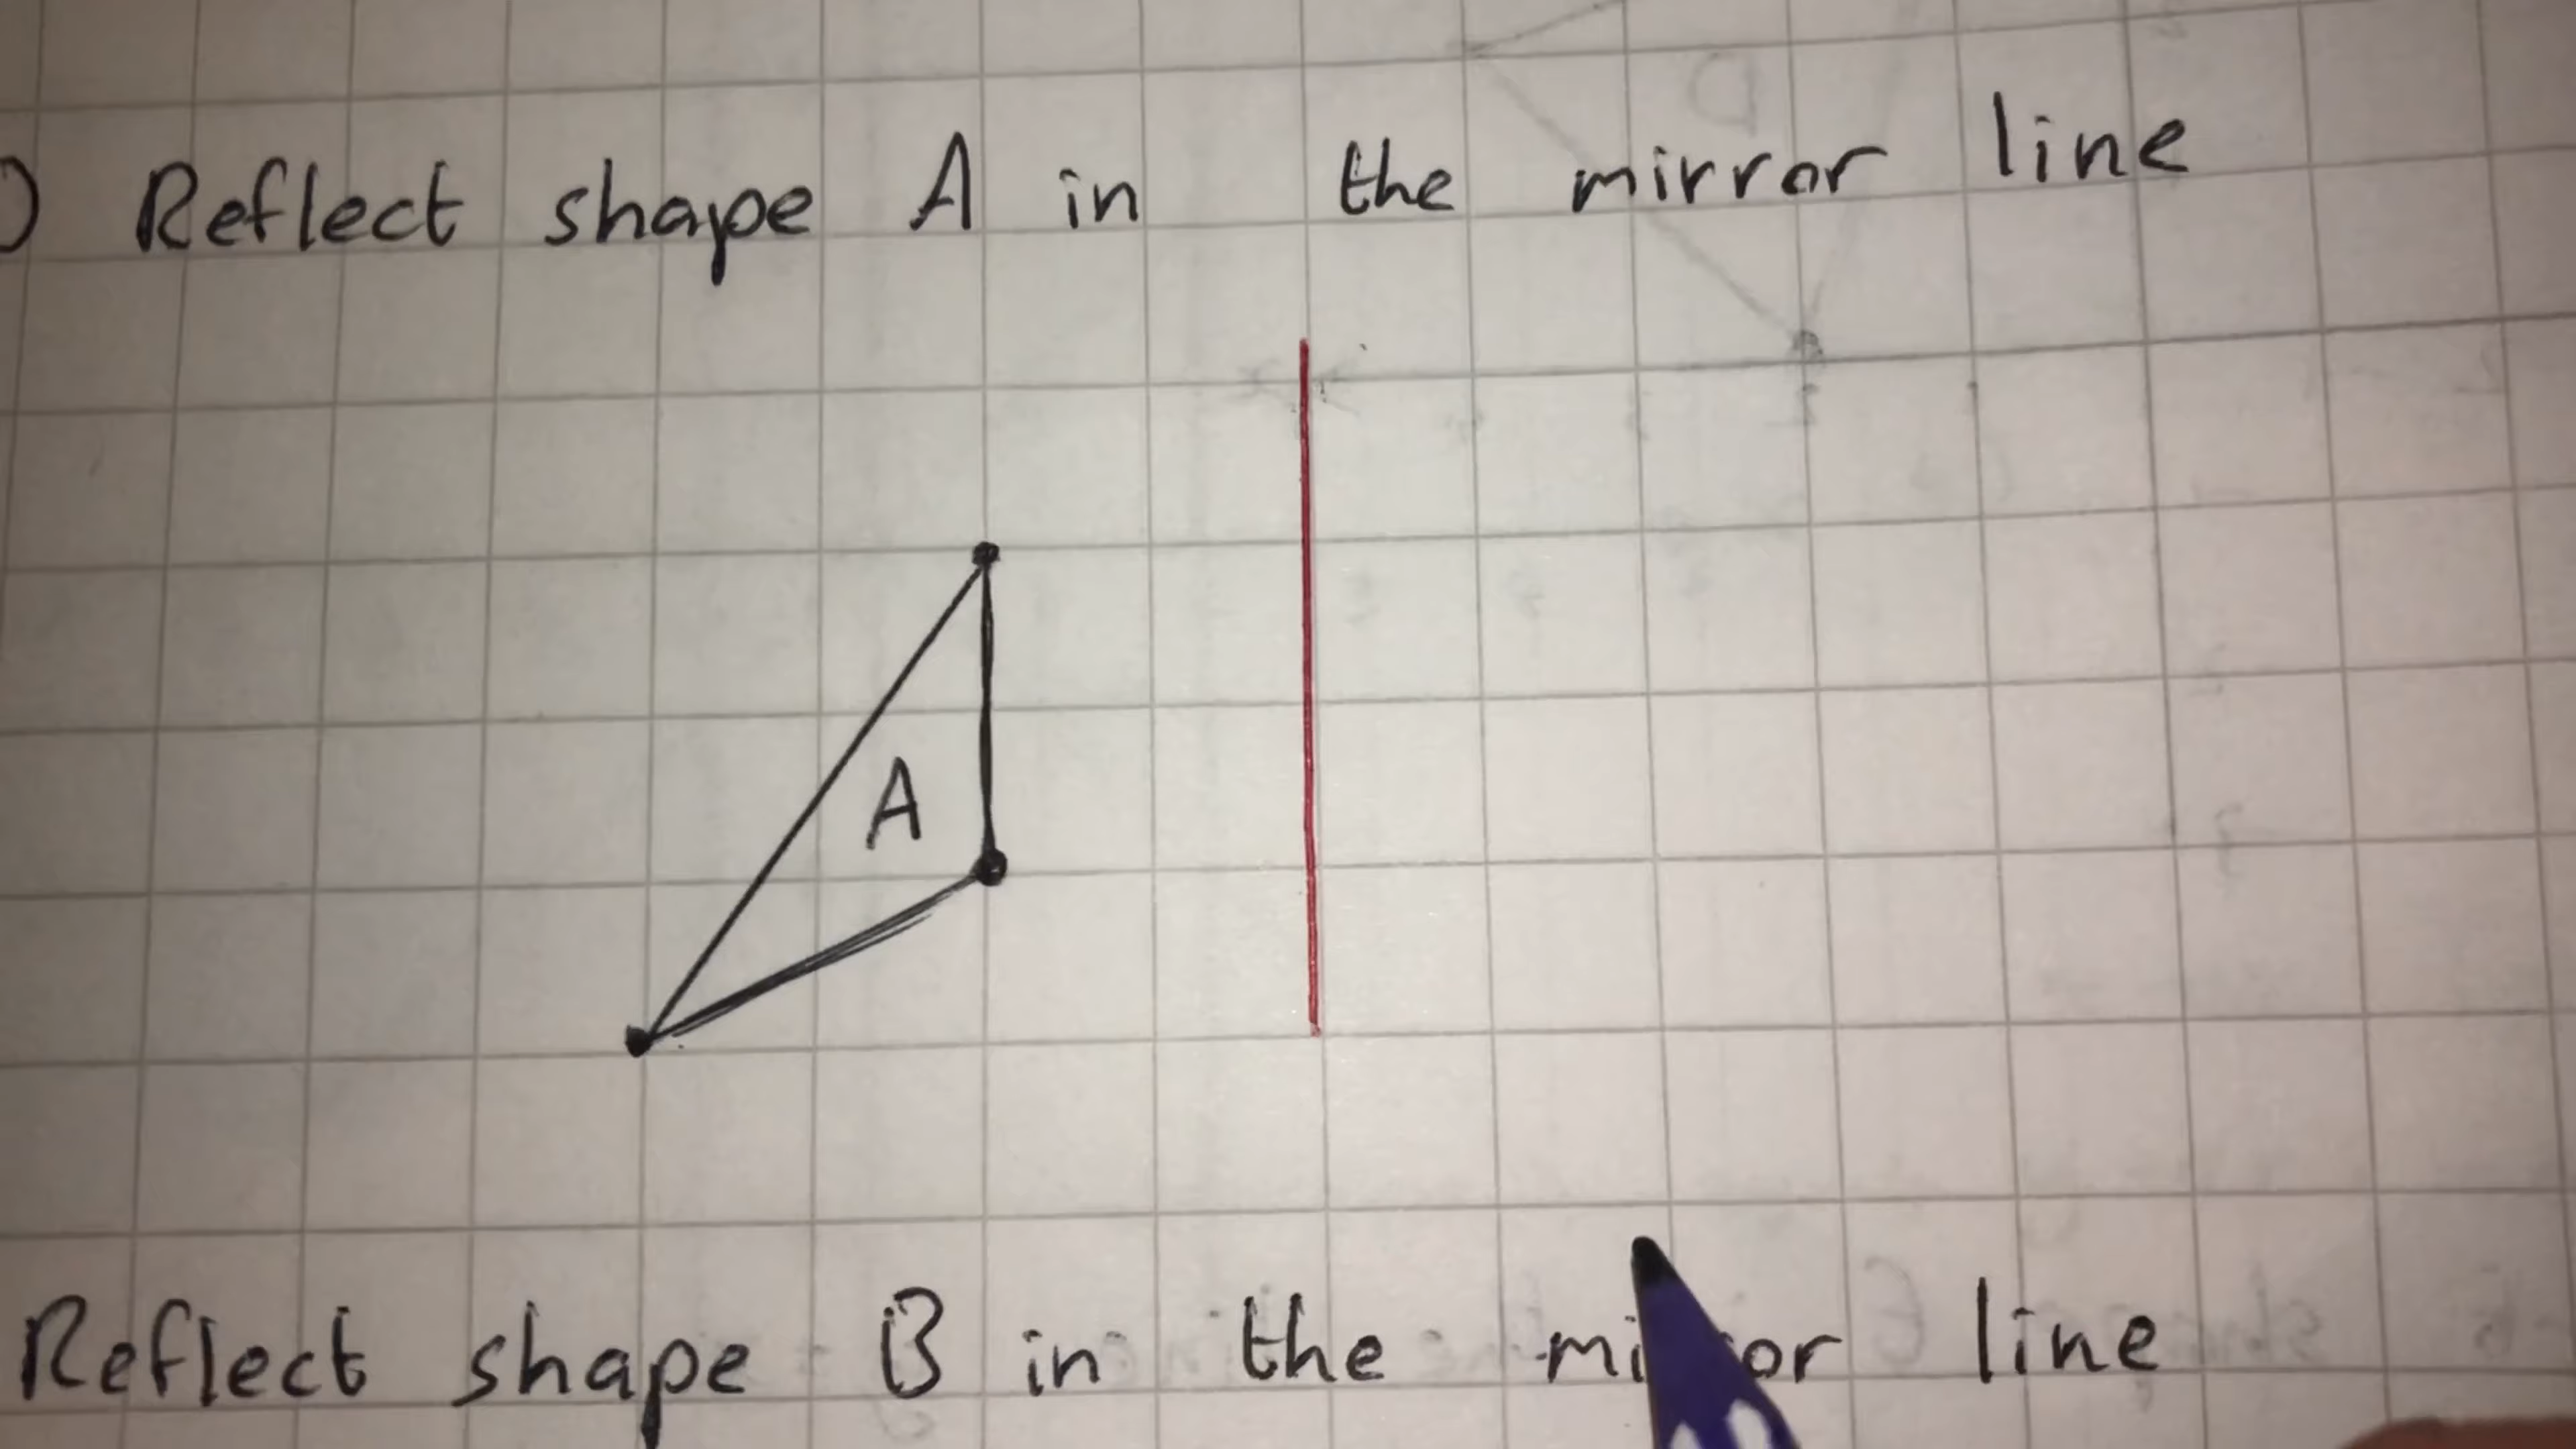 ) Reflect shape A in the mirror line
A
Reflect shape B in the line